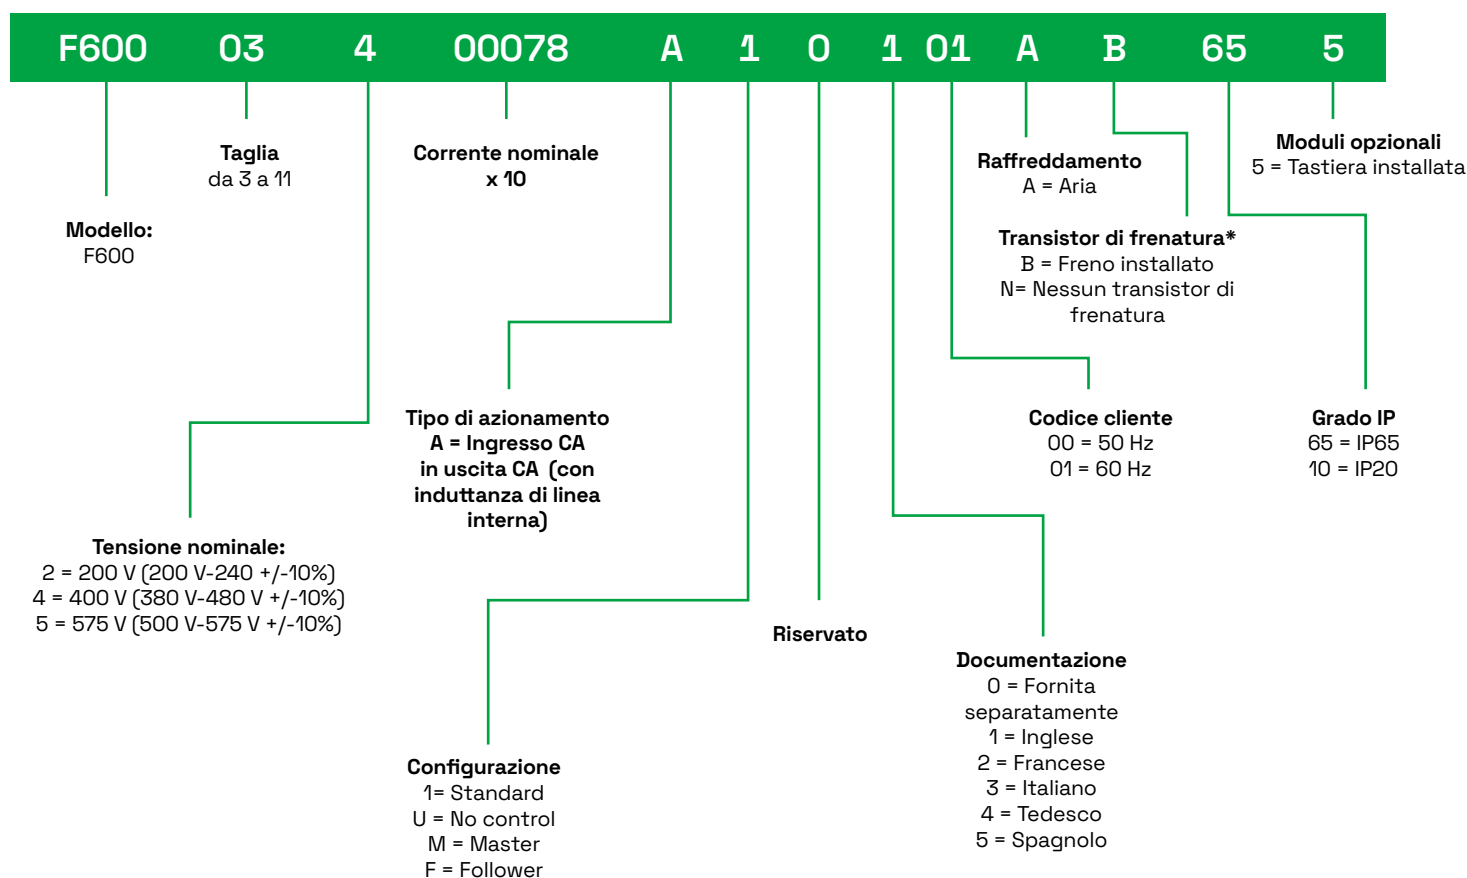 F600 03 4 00078 A 1 0 1 01 A B 65 5
Modello:
F600
Taglia
da 3 a 11
Corrente nominale
x 10
Raffreddamento
A = Aria
Moduli opzionali
5 = Tastiera installata
Transistor di frenatura*
B = Freno installato
N= Nessun transistor di
frenatura
Tipo di azionamento
A = Ingresso CA
in uscita CA (con
induttanza di linea
interna)
Codice cliente
00 = 50 Hz
01 = 60 Hz
Grado IP
65 = IP65
10 = IP20
Tensione nominale:
2 = 200 V (200 V-240 +/-10%)
4 = 400 V (380 V-480 V +/-10%)
5 = 575 V (500 V-575 V +/-10%)
Riservato
Documentazione
0 = Fornita
separatamente
1 = Inglese
2 = Francese
3 = Italiano
4 = Tedesco
5 = Spagnolo
Configurazione
1= Standard
U = No control
M = Master
F = Follower